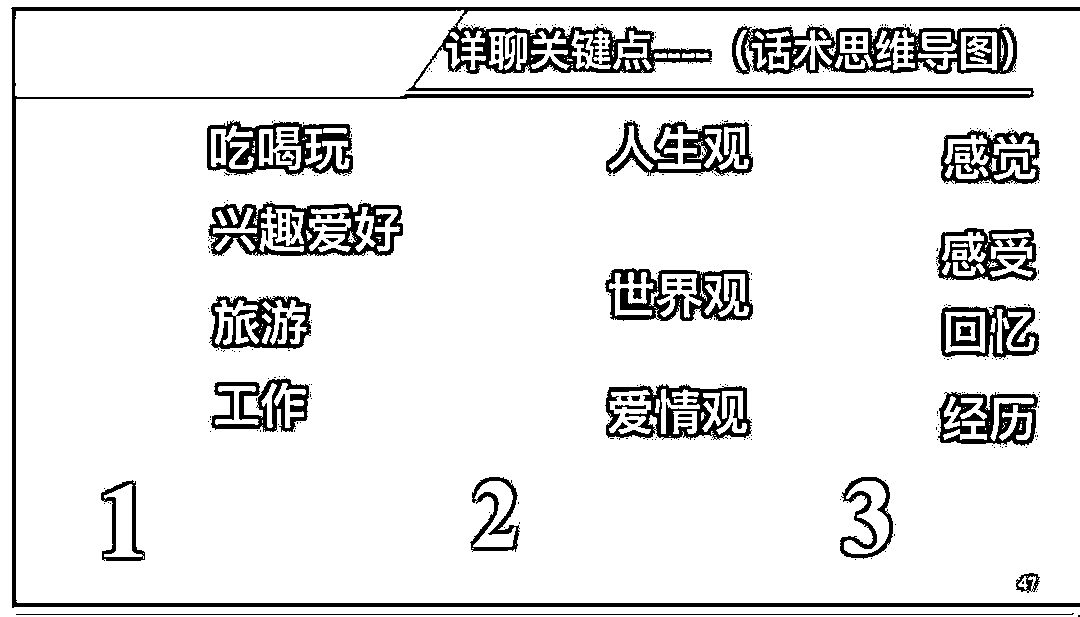 详聊关键点——（话术思维导图）
吃喝玩
兴趣爱好
旅游
工作
人生观
世界观
爱情观
感觉
感受
回忆
经历
1
2
3
47